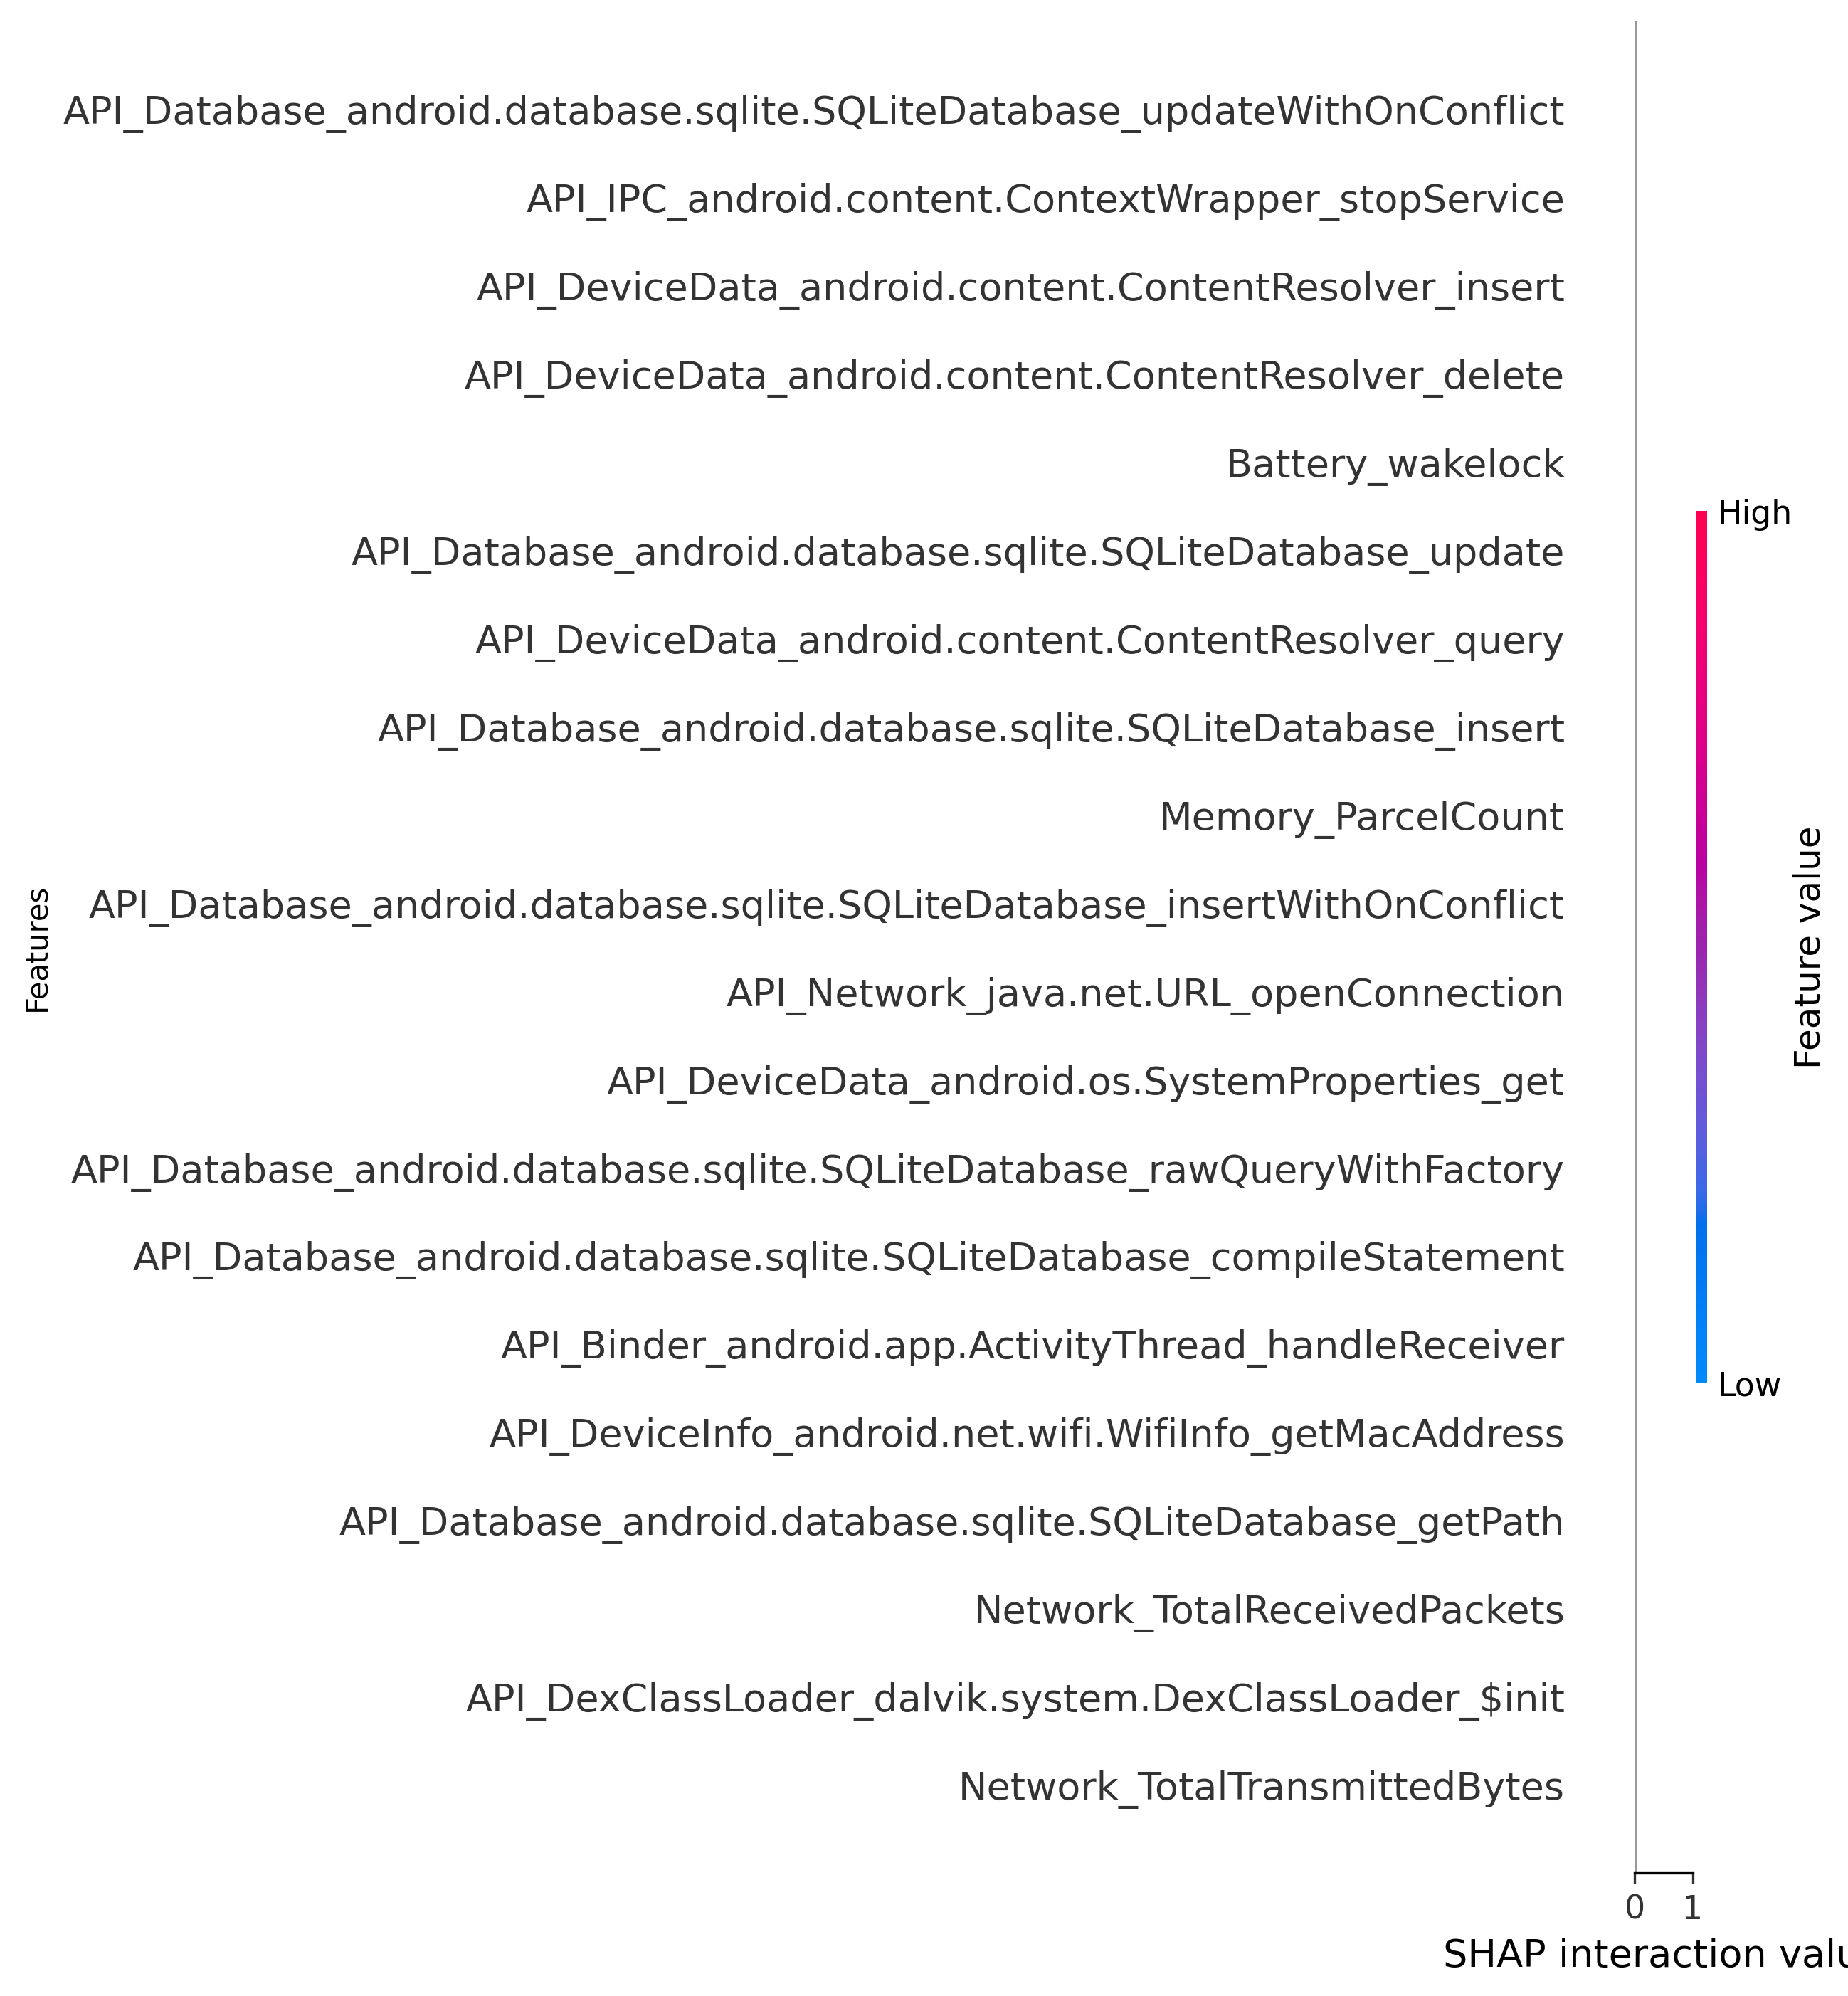 API_Database_android.database.sqlite.SQLiteDatabase_updateWithOnConflict
API_IPC_android.content.ContextWrapper_stopService
API_DeviceData_android.content.ContentResolver_insert
API_DeviceData_android.content.ContentResolver_delete
Battery_wakelock
API_Database_android.database.sqlite.SQLiteDatabase_update
API_DeviceData_android.content.ContentResolver_query
API_Database_android.database.sqlite.SQLiteDatabase_insert
Memory_ParcelCount
API_Database_android.database.sqlite.SQLiteDatabase_insertWithOnConflict
API_Network_java.net.URL_openConnection
API_DeviceData_android.os.SystemProperties_get
API_Database_android.database.sqlite.SQLiteDatabase_rawQueryWithFactory
API_Database_android.database.sqlite.SQLiteDatabase_compileStatement
API_Binder_android.app.ActivityThread_handleReceiver
API_DeviceInfo_android.net.wifi.WifiInfo_getMacAddress
API_Database_android.database.sqlite.SQLiteDatabase_getPath
Network_TotalReceivedPackets
API_DexClassLoader_dalvik.system.DexClassLoader_$init
Network_TotalTransmittedBytes
Features
High
Feature value
Low
0 1
SHAP interaction valu